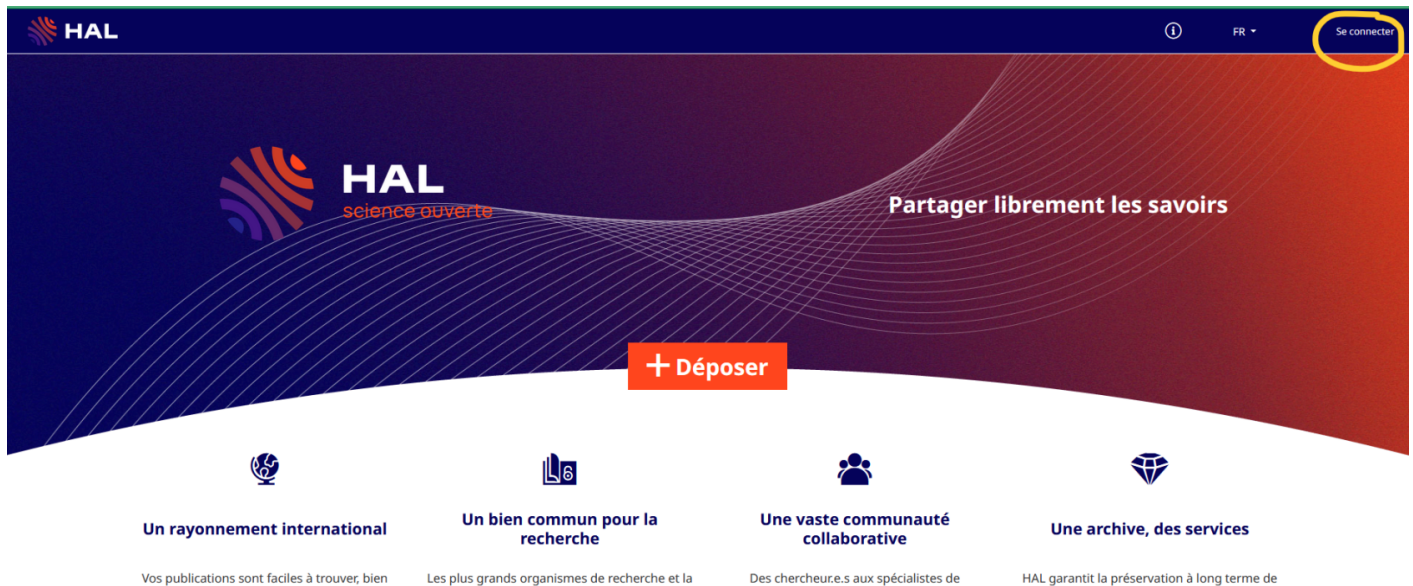 HAL
FR
Se connecter
HAL
science ouverte
Partager librement les savoirs
+ Déposer
Un rayonnement international
Un bien commun pour la
recherche
Une vaste communauté
collaborative
Une archive, des services
Vos publications sont faciles à trouver, bien
Les plus grands organismes de recherche et la
Des chercheur.e.s aux spécialistes de
HAL garantit la préservation à long terme de